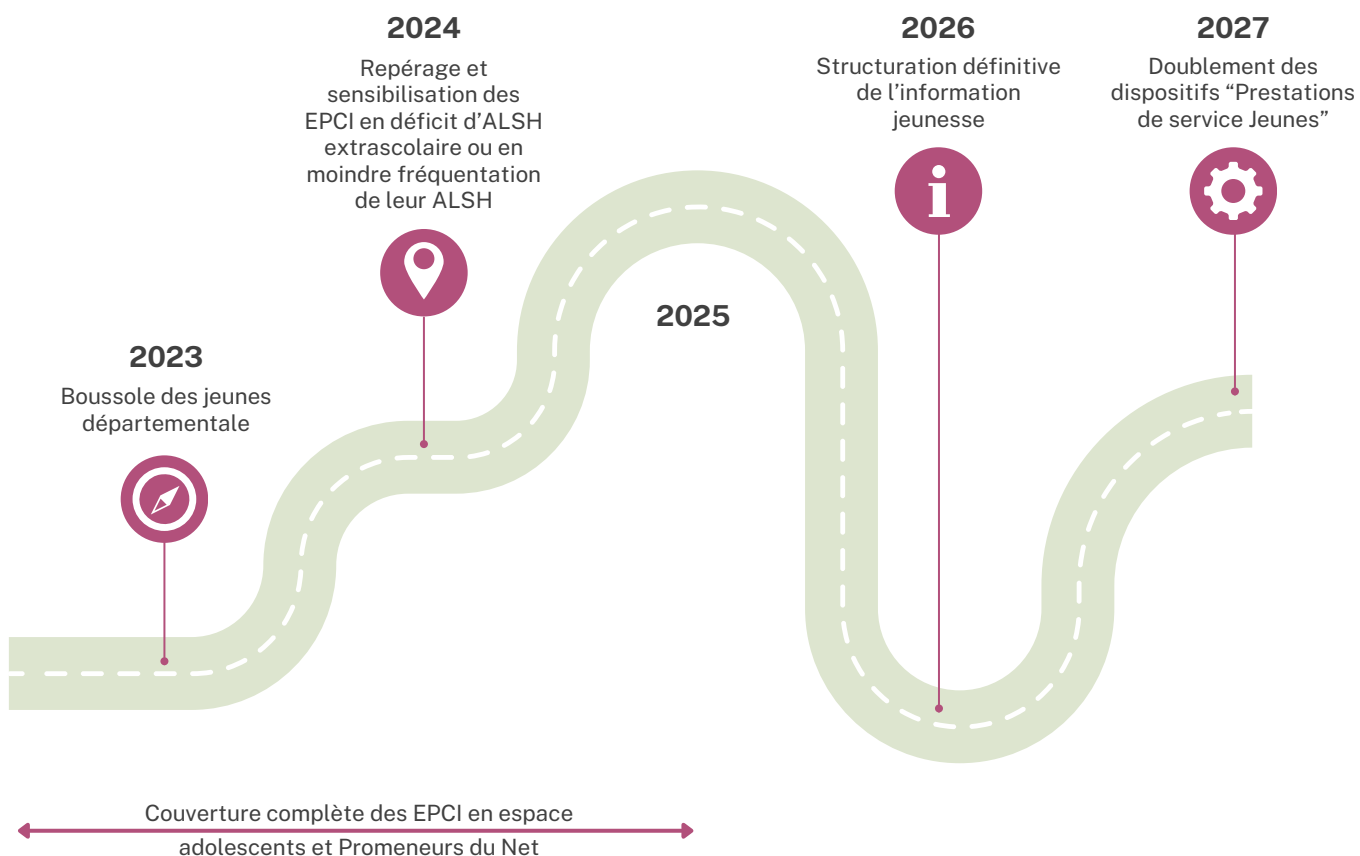 2023
Boussole des jeunes
départementale
2024
Repérage et
sensibilisation des
EPCI en déficit d'ALSH
extrascolaire ou en
moindre fréquentation
de leur ALSH
2025
2026
Structuration définitive
de l'information
jeunesse
2027
Doublement des
dispositifs “Prestations
de service Jeunes”
Couverture complète des EPCI en espace
adolescents et Promeneurs du Net